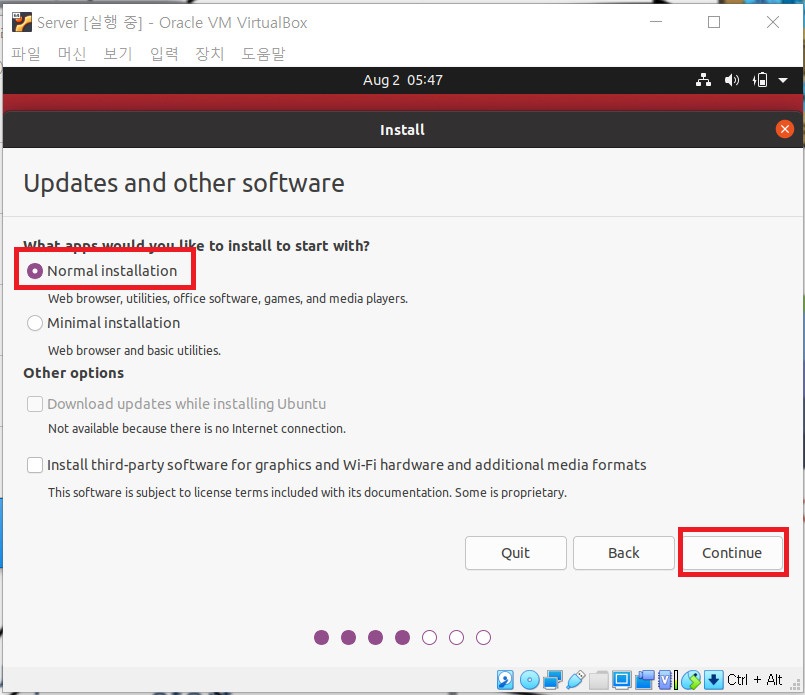 Server [실행 중] - Oracle VM VirtualBox
파일 머신 보기 입력 장치 도움말
Aug 2 05:47
Install
Updates and other software
What apps would you like to install to start with?
Normal installation
Web browser, utilities, office software, games, and media players.
Minimal installation
Web browser and basic utilities.
Other options
Download updates while installing Ubuntu
Not available because there is no Internet connection.
Install third-party software for graphics and Wi-Fi hardware and additional media formats
This software is subject to license terms included with its documentation. Some is proprietary.
Quit Back Continue
Ctrl + Alt